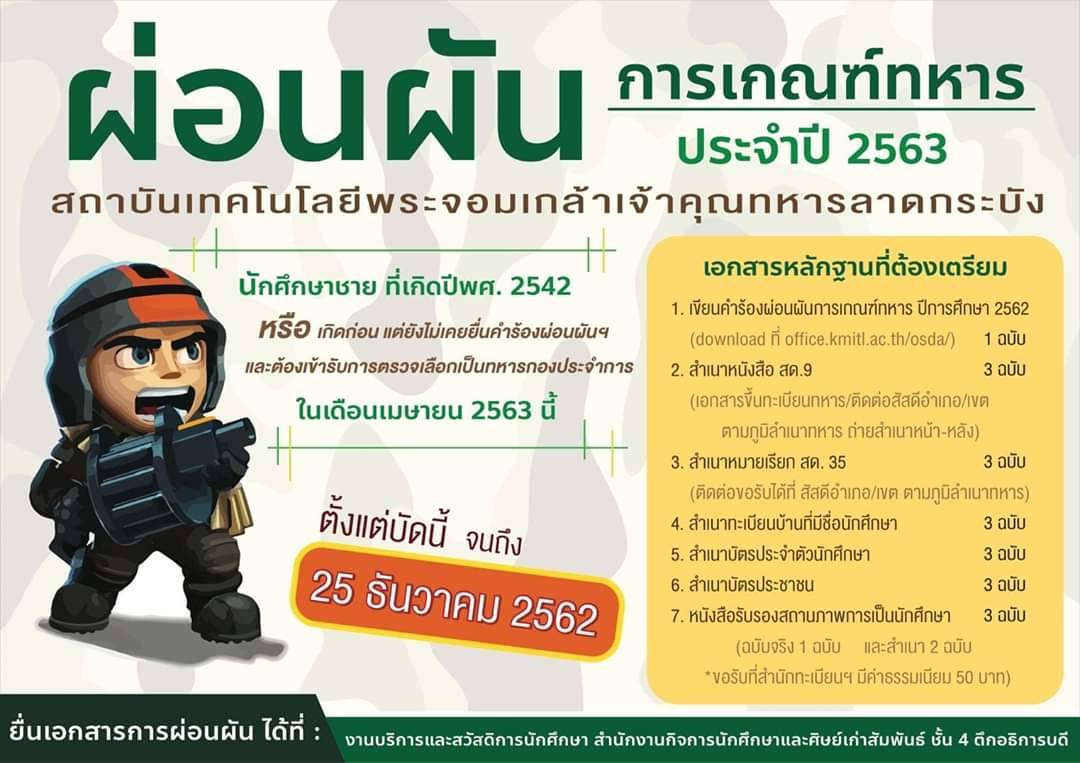 ผ่อนผัน
การเกณฑ์ทหาร
ประจำปี 2563
สถาบันเทคโนโลยีพระจอมเกล้าเจ้าคุณทหารลาดกระบัง
นักศึกษาชาย ที่เกิดปีพศ. 2542
หรือ เกิดก่อน แต่ยังไม่เคยยื่นคำร้องผ่อนผันฯ
และต้องเข้ารับการตรวจเลือกเป็นทหารกองประจำการ
ในเดือนเมษายน 2563 นี้
ตั้งแต่บัดนี้ จนถึง
25 ธันวาคม 2562
เอกสารหลักฐานที่ต้องเตรียม
1. เขียนคำร้องผ่อนผันการเกณฑ์ทหาร ปีการศึกษา 2562
(download ที่ office.kmitl.ac.th/osda/) 1 ฉบับ
2. สำเนาหนังสือ สด.9 3 ฉบับ
(เอกสารขึ้นทะเบียนทหาร/ติดต่อสัสดีอำเภอ/เขต
ตามภูมิลำเนาทหาร ถ่ายสำเนาหน้า-หลัง)
3. สำเนาหมายเรียก สด. 35 3 ฉบับ
(ติดต่อขอรับได้ที่ สัสดีอำเภอ/เขต ตามภูมิลำเนาทหาร)
4. สำเนาทะเบียนบ้านที่มีชื่อนักศึกษา 3 ฉบับ
5. สำเนาบัตรประจำตัวนักศึกษา 3 ฉบับ
6. สำเนาบัตรประชาชน 3 ฉบับ
7. หนังสือรับรองสถานภาพการเป็นนักศึกษา 3 ฉบับ
(ฉบับจริง 1 ฉบับ และสำเนา 2 ฉบับ
*ขอรับที่สำนักทะเบียนฯ มีค่าธรรมเนียม 50 บาท)
ยื่นเอกสารการผ่อนผัน ได้ที่ :
งานบริการและสวัสดิการนักศึกษา สำนักงานกิจการนักศึกษาและศิษย์เก่าสัมพันธ์ ชั้น 4 ตึกอธิการบดี